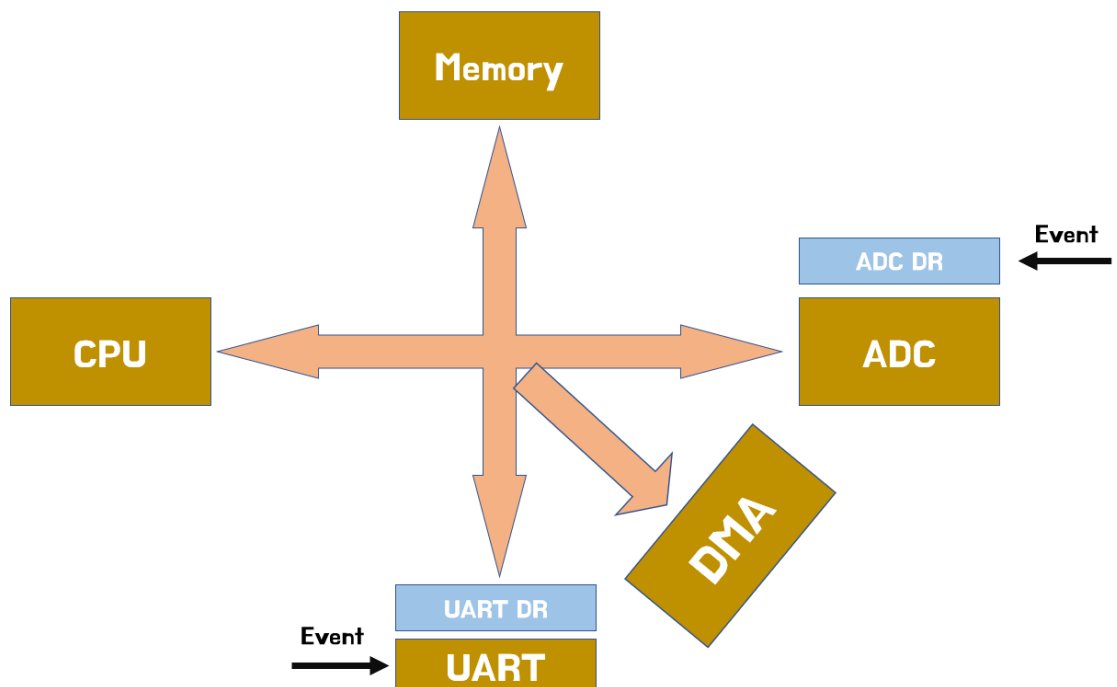 Memory
Event
ADC DR
CPU
ADC
DMA
UART DR
Event
UART